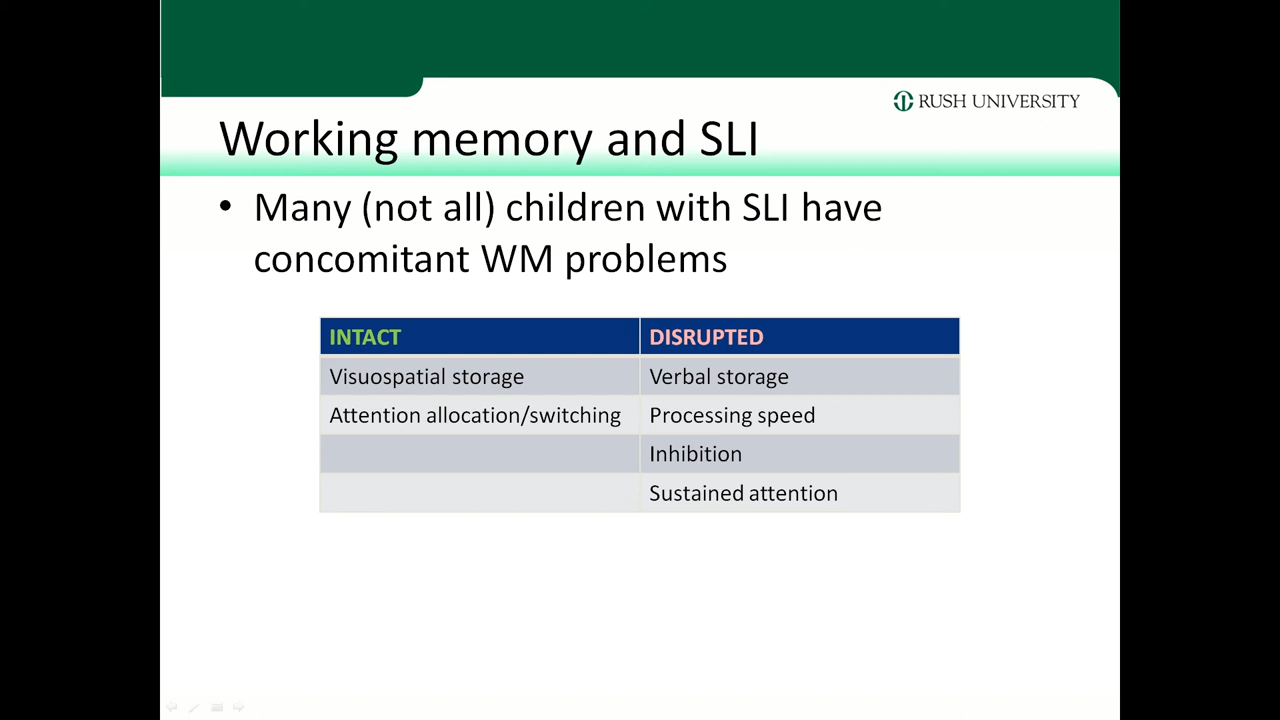 RUSH UNIVERSITY
Working memory and SLI
• Many (not all) children with SLI have
concomitant WM problems
INTACT DISRUPTED
Visuospatial storage Verbal storage
Attention allocation/switching Processing speed
Inhibition
Sustained attention